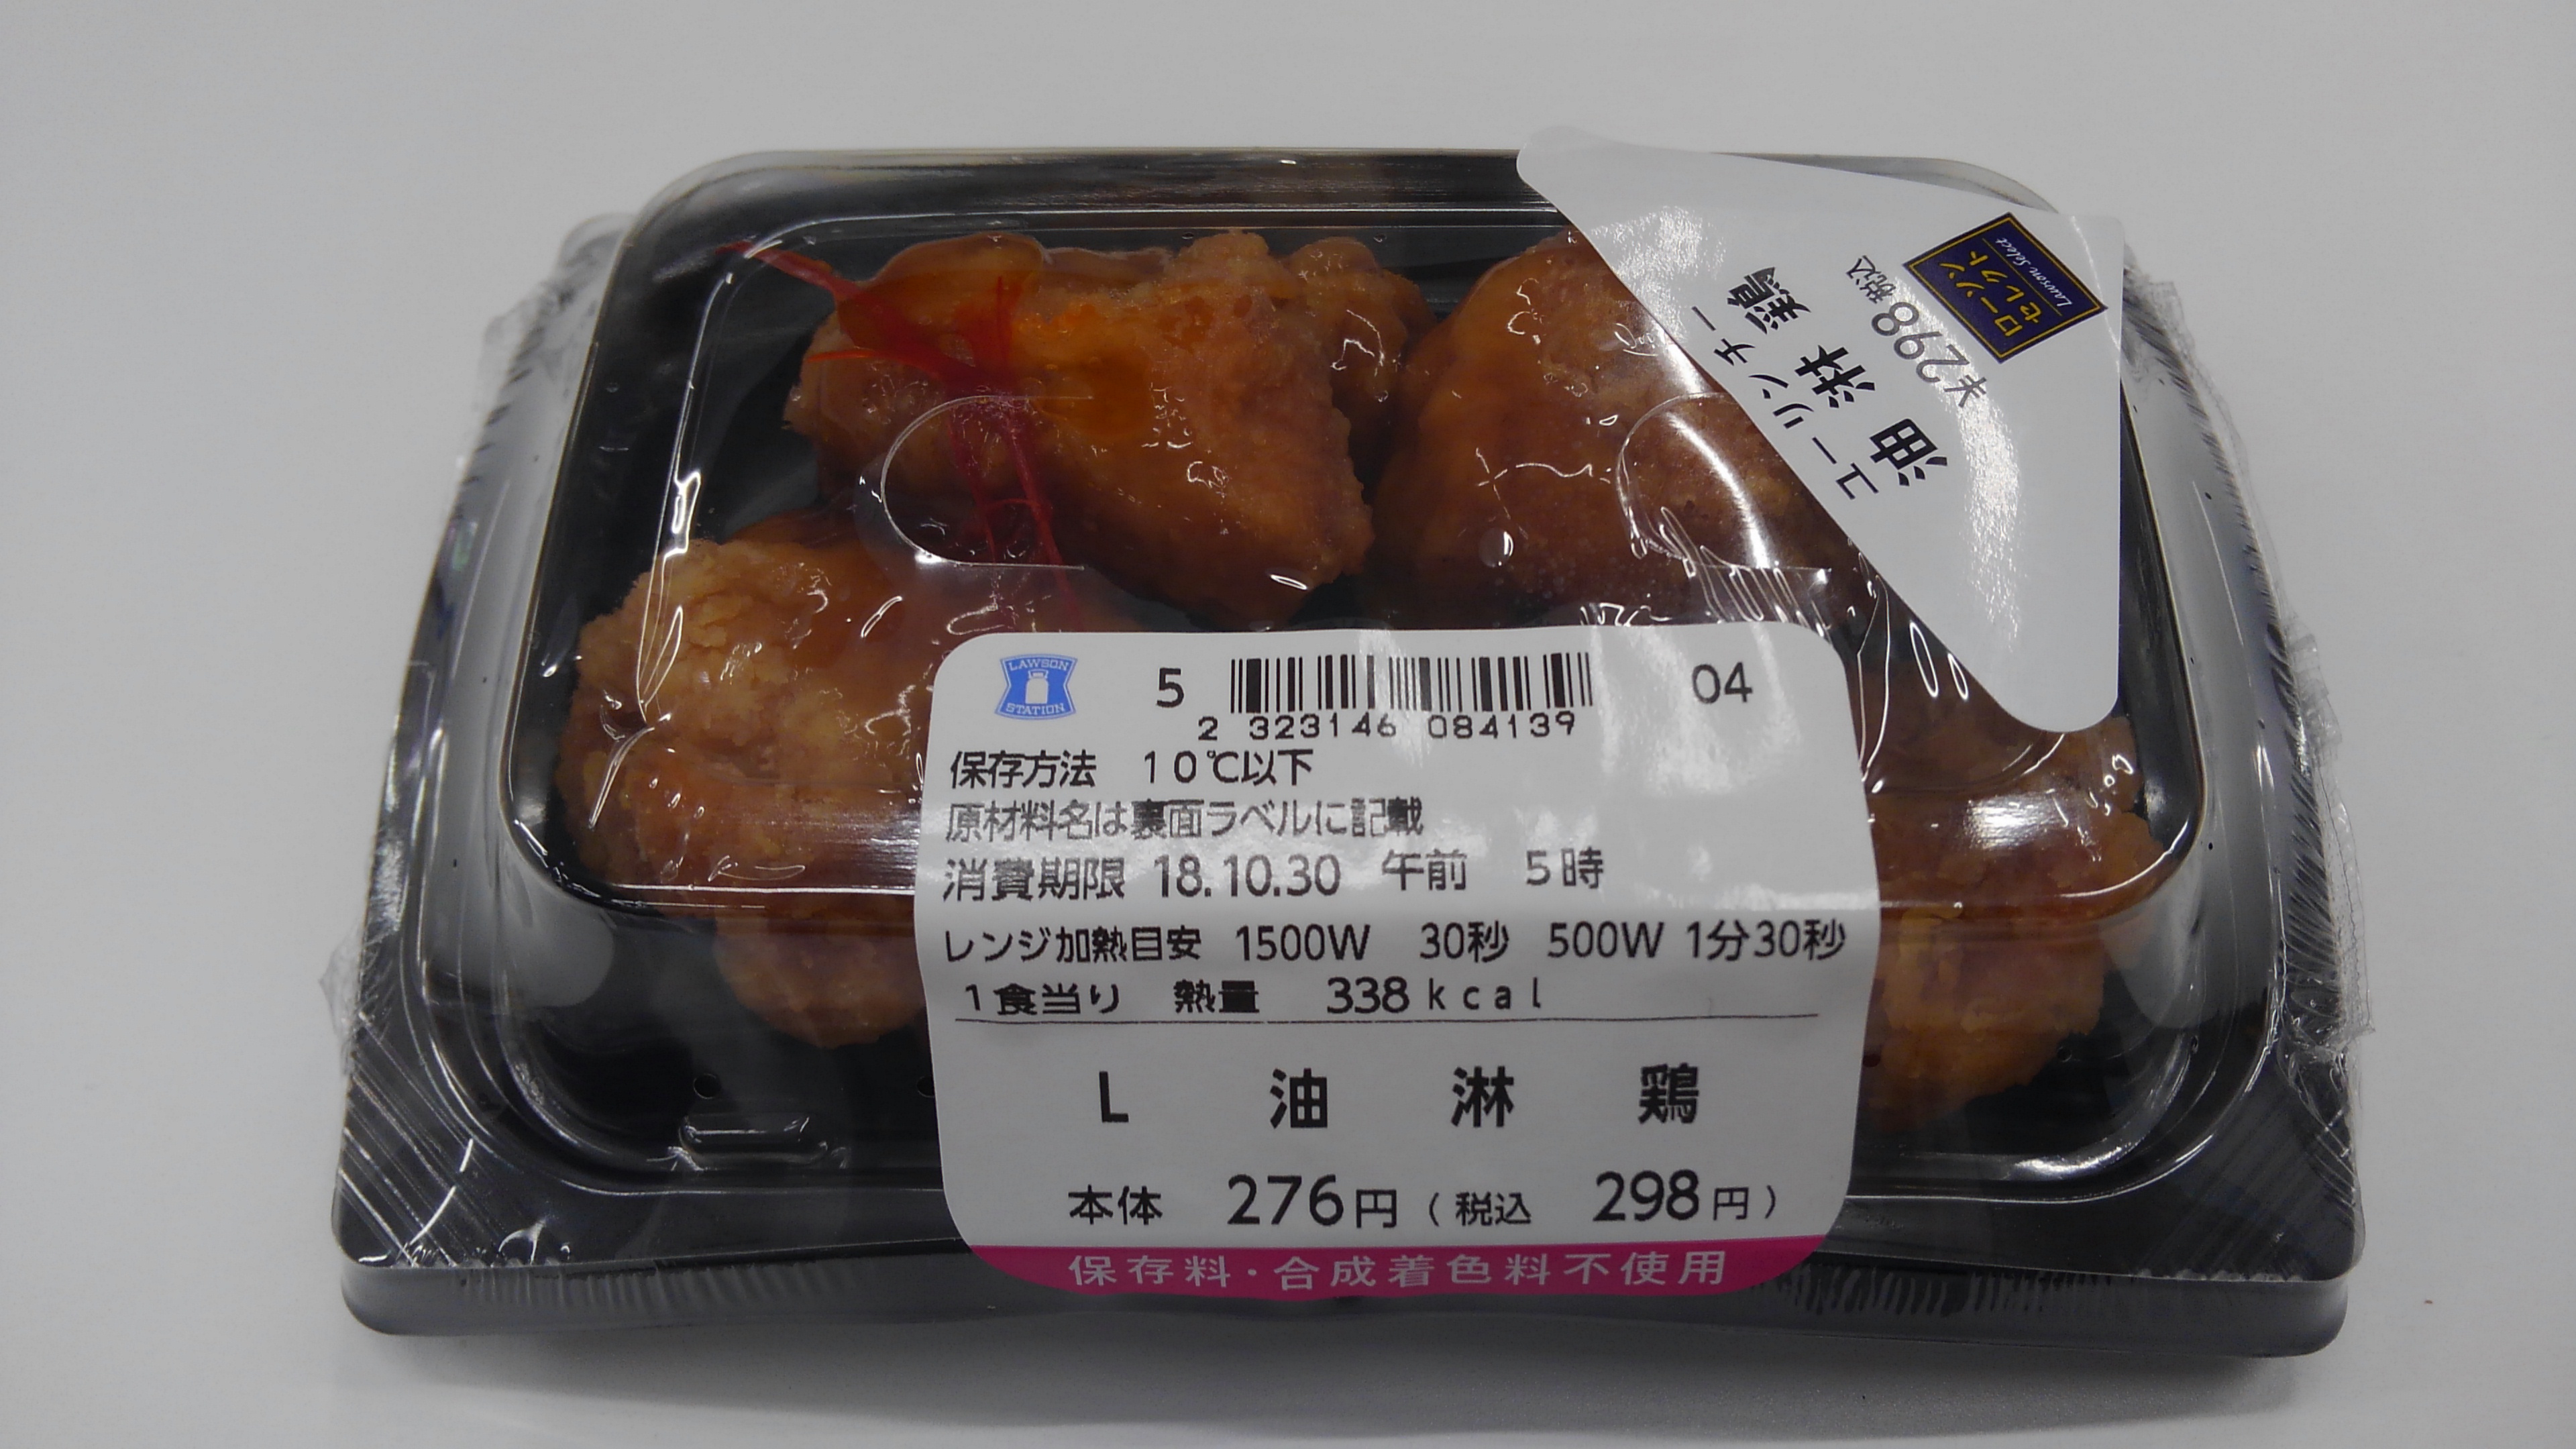 ローソン
セレクト
Lawson Select
¥298税込
ユーリンチー
油淋鶏
LAWSON
STATION
5
04
2 323146 084139
保存方法 10℃以下
原材料名は裏面ラベルに記載
消費期限 18.10.30 午前 5時
レンジ加熱目安 1500W 30秒 500W 1分30秒
1食当り 熱量 338kcal
L 油 淋 鶏
本体 276円(税込 298円)
保存料・合成着色料不使用